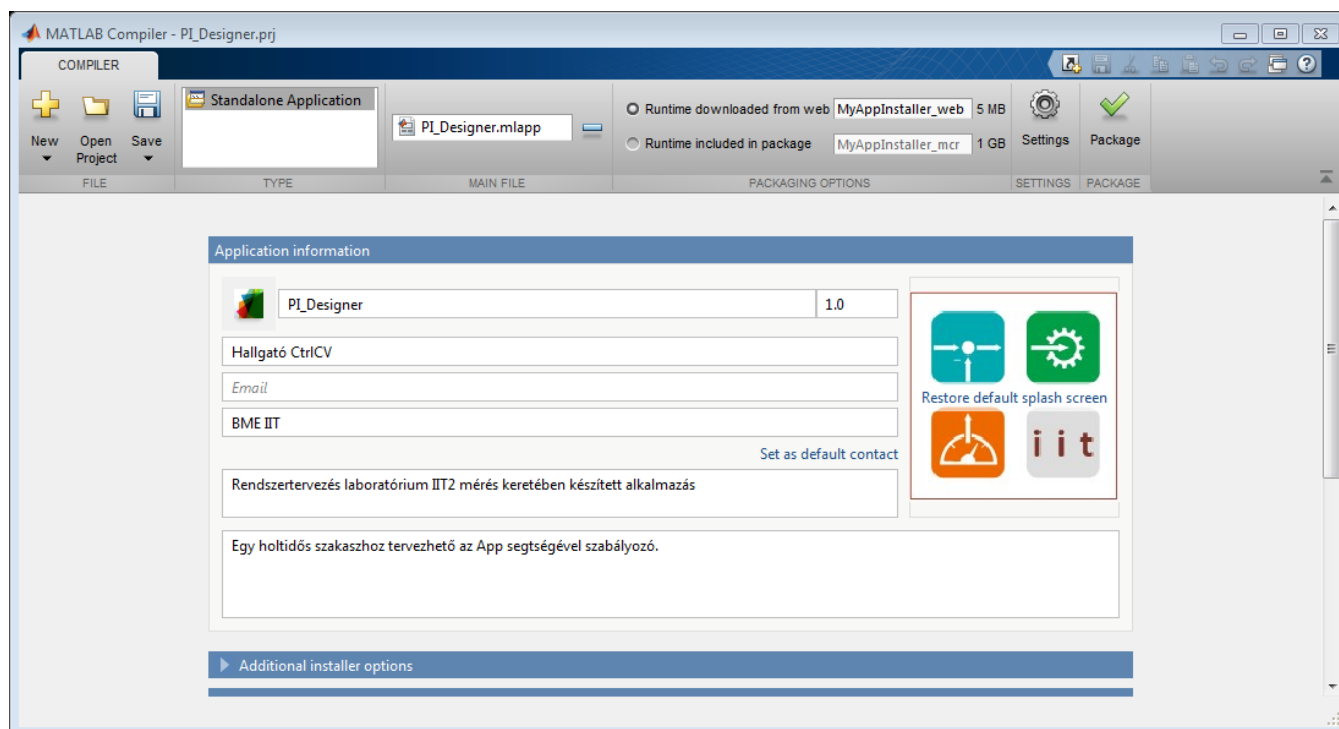 MATLAB Compiler - PI_Designer.prj
COMPILER
New
Open Project
Save
FILE
Standalone Application
TYPE
PI_Designer.mlapp
MAIN FILE
Runtime downloaded from web MyAppInstaller_web 5 MB
Runtime included in package MyAppInstaller_mcr 1 GB
PACKAGING OPTIONS
Settings
SETTINGS
Package
PACKAGE
Application information
PI_Designer 1.0
Hallgató CtrlCV
Email
BME IIT
Set as default contact
Rendszertervezés laboratórium IIT2 mérés keretében készített alkalmazás
Restore default splash screen
i i t
Egy holtidős szakaszhoz tervezhető az App segtségével szabályozó.
Additional installer options